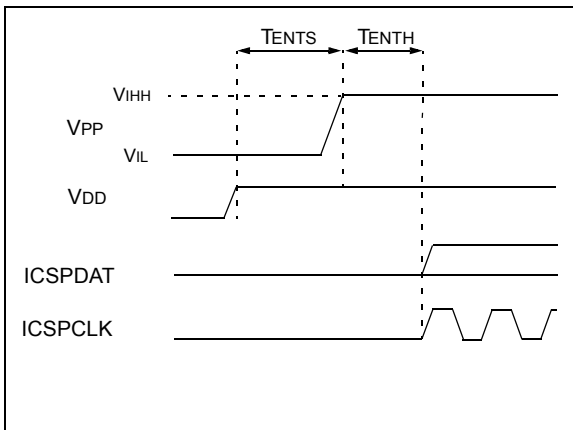 TENTS TENTH
VIHH
VPP
VIL
VDD
ICSPDAT
ICSPCLK